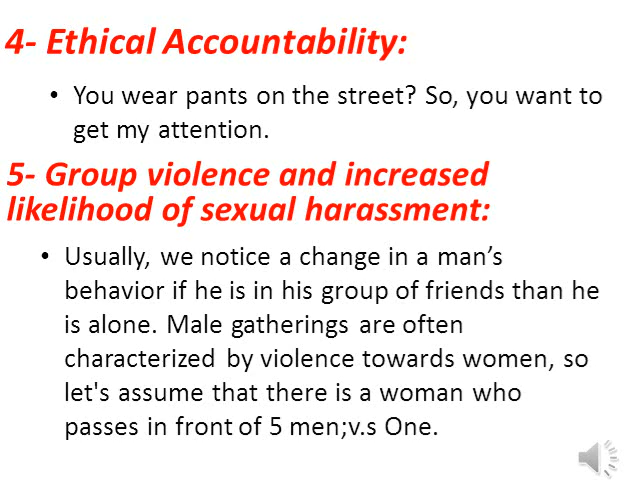 4- Ethical Accountability:
• You wear pants on the street? So, you want to
get my attention.
5- Group violence and increased
likelihood of sexual harassment:
• Usually, we notice a change in a man’s
behavior if he is in his group of friends than he
is alone. Male gatherings are often
characterized by violence towards women, so
let's assume that there is a woman who
passes in front of 5 men;v.s One.